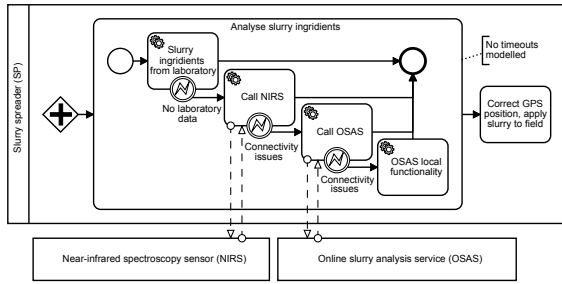 Analyse slurry ingridients
Slurry spreader (SP)
Slurry
ingridients
from laboratory
No laboratory
data
Call NIRS
Connectivity
issues
Call OSAS
Connectivity
issues
OSAS local
functionality
No timeouts
modelled
Correct GPS
position, apply
slurry to field
Near-infrared spectroscopy sensor (NIRS)
Online slurry analysis service (OSAS)